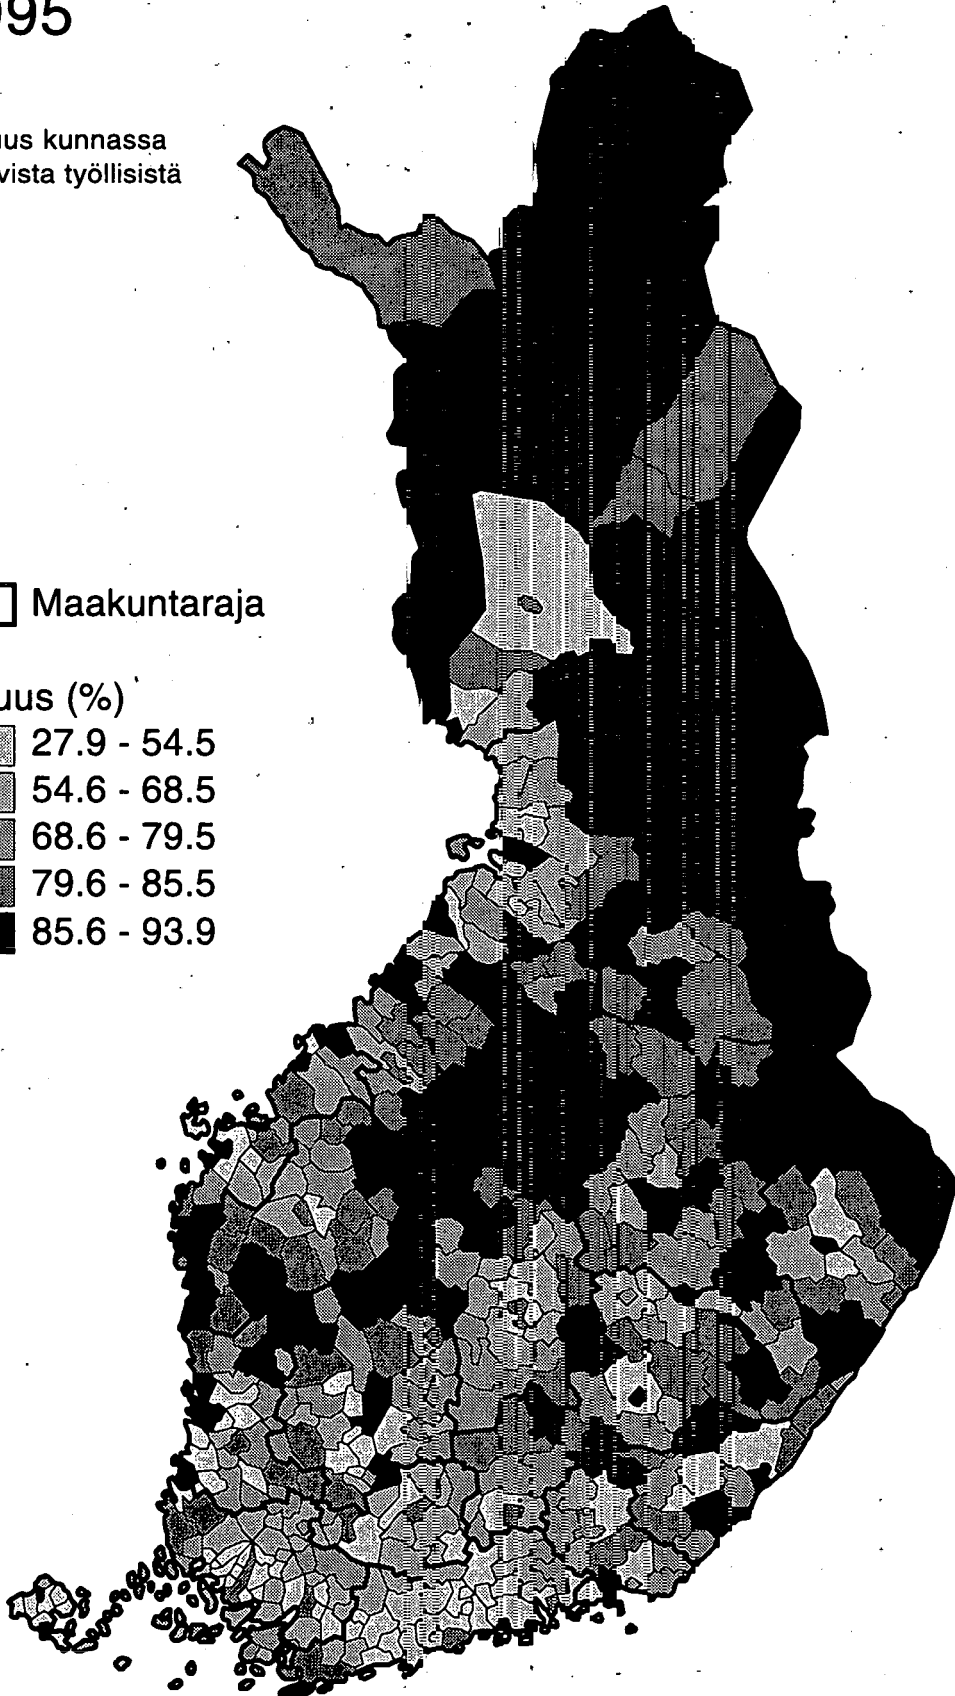 995
uus kunnassa
vista työllisistä
Maakuntaraja
uus (%)
27.9 - 54.5
54.6 - 68.5
68.6 - 79.5
79.6 - 85.5
85.6 - 93.9